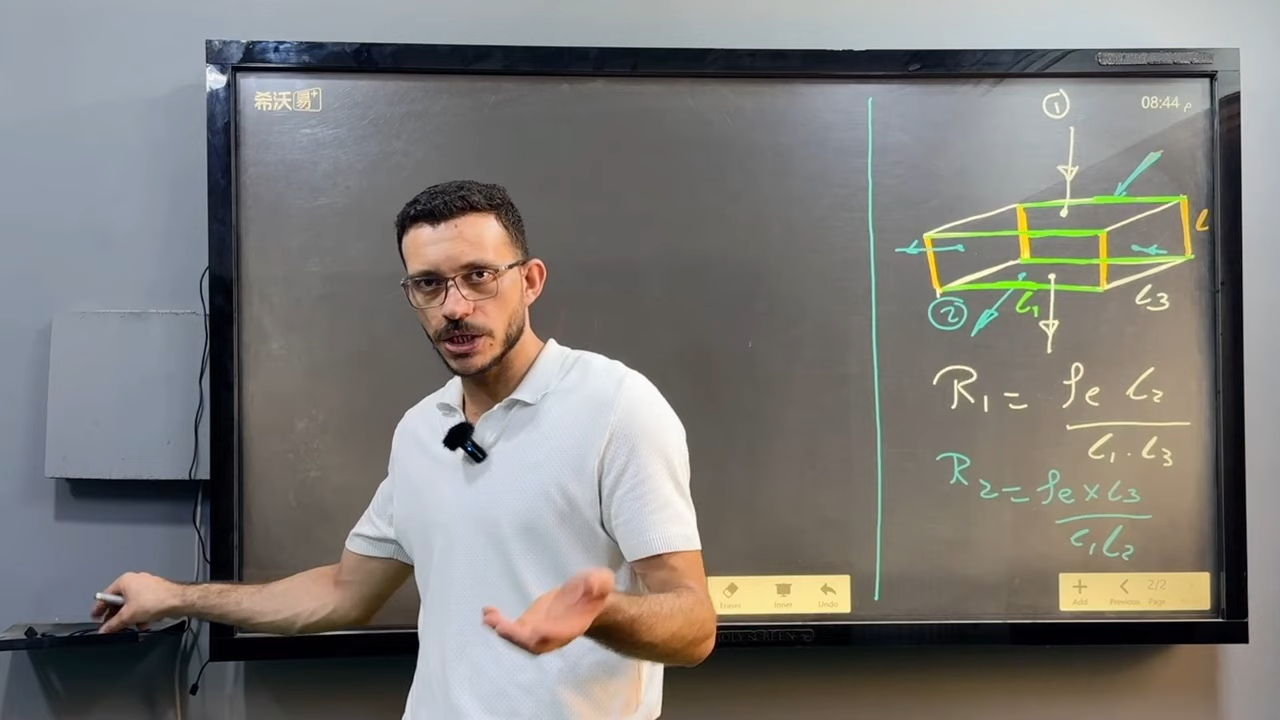 希沃易+
① 08:44 م
L
② L₁ L₃
R₁ = ρe L₂
L₁ . L₃
R₂ = ρe × L₃
L₁ L₂
Eraser Undo
Add Previous 2/2 Page